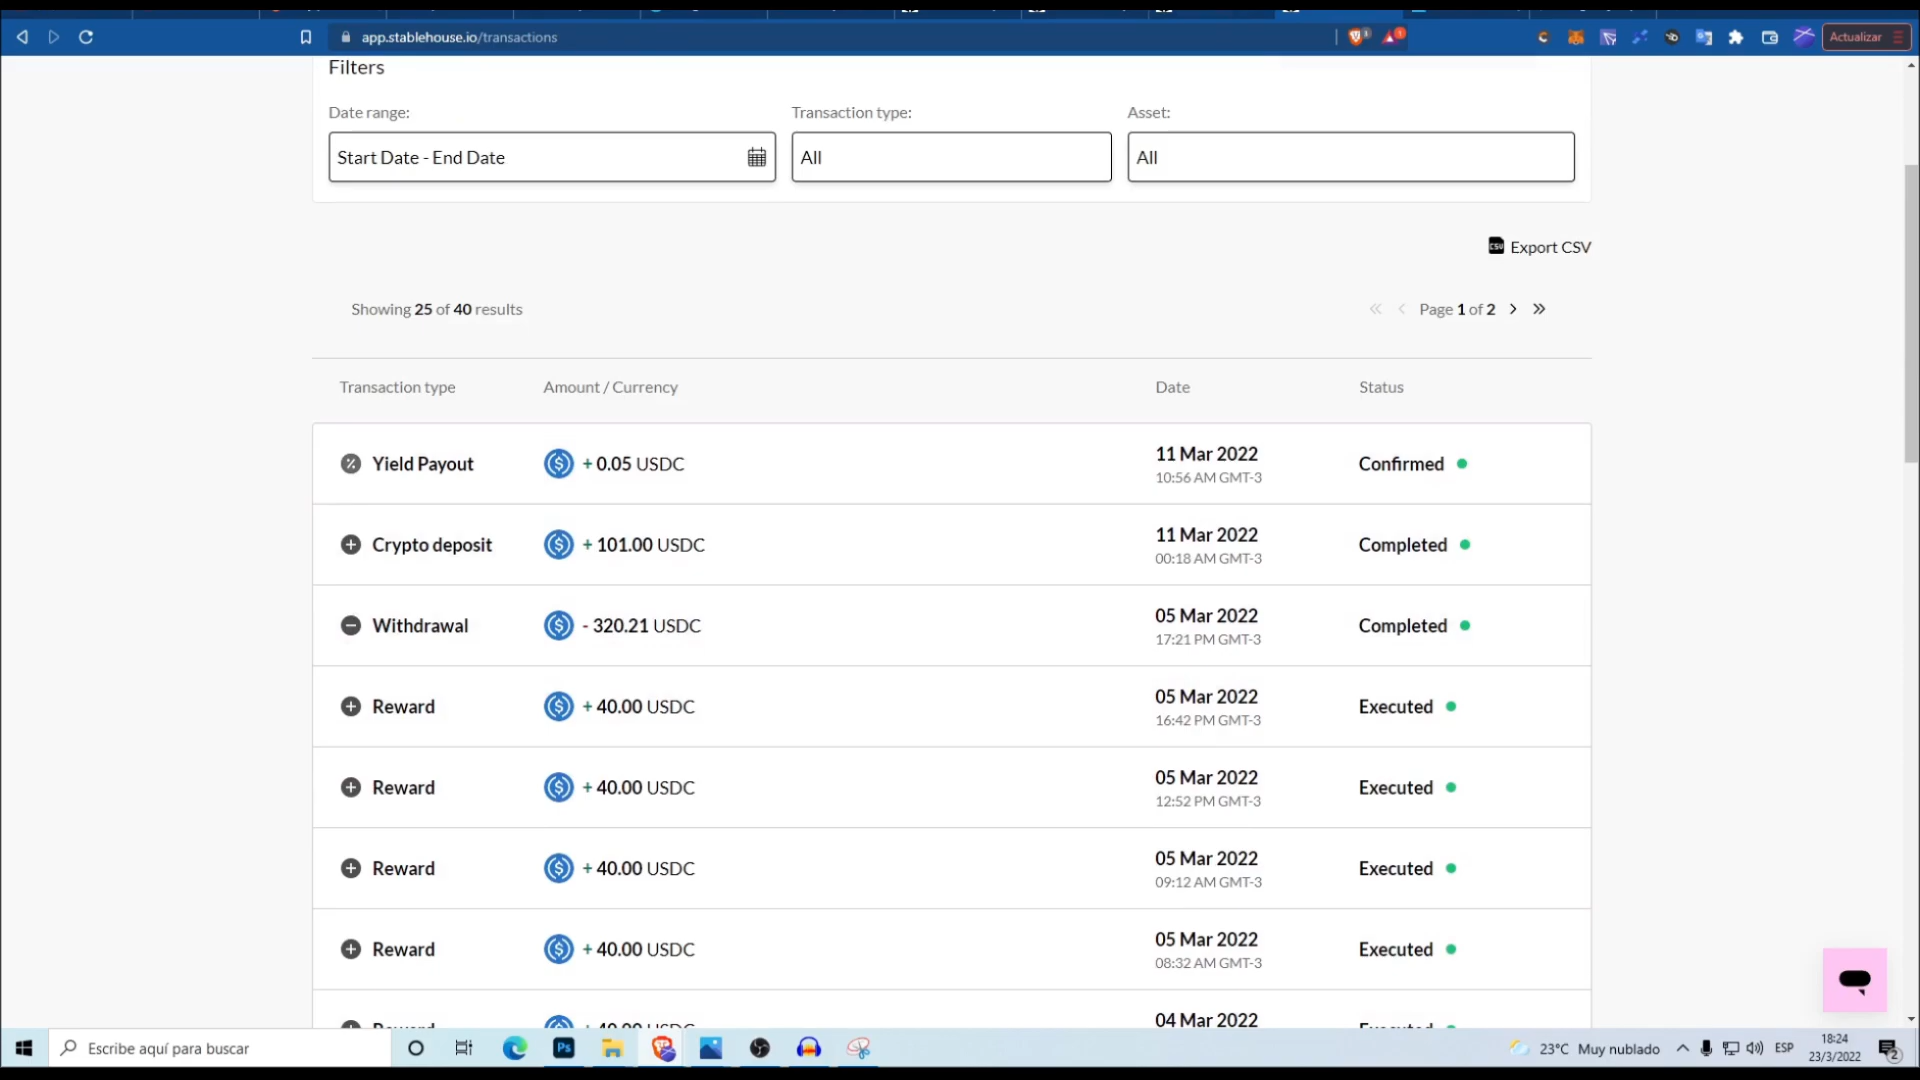 app.stablehouse.io/transactions
Actualizar
Filters
Date range:
Transaction type:
Asset:
Start Date - End Date
All
All
CSV
Export CSV
Showing 25 of 40 results
Page 1 of 2
Transaction type
Amount / Currency
Date
Status
Yield Payout
+ 0.05 USDC
11 Mar 2022
10:56 AM GMT-3
Confirmed
Crypto deposit
+ 101.00 USDC
11 Mar 2022
00:18 AM GMT-3
Completed
Withdrawal
- 320.21 USDC
05 Mar 2022
17:21 PM GMT-3
Completed
Reward
+ 40.00 USDC
05 Mar 2022
16:42 PM GMT-3
Executed
Reward
+ 40.00 USDC
05 Mar 2022
12:52 PM GMT-3
Executed
Reward
+ 40.00 USDC
05 Mar 2022
09:12 AM GMT-3
Executed
Reward
+ 40.00 USDC
05 Mar 2022
08:32 AM GMT-3
Executed
04 Mar 2022
Escribe aquí para buscar
Ps
23°C Muy nublado
ESP
18:24
23/3/2022
2